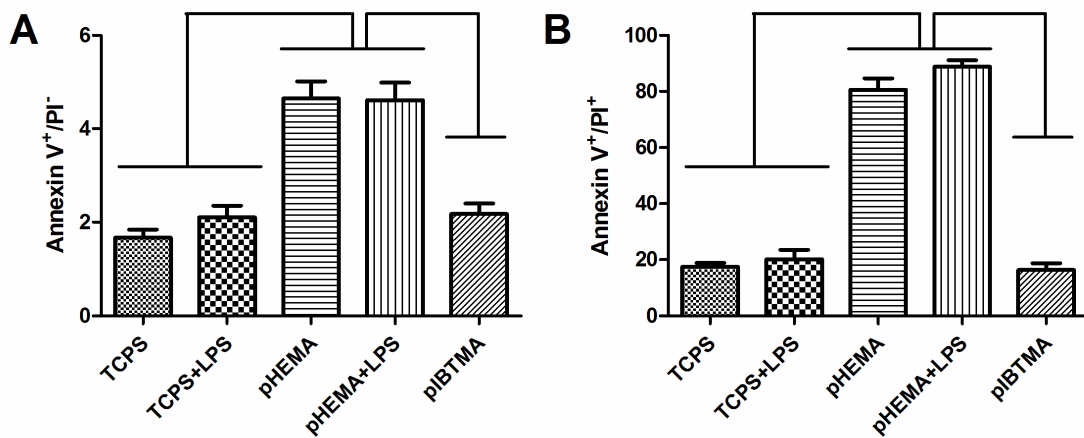 A
Annexin V⁺/PI⁻
6
4
2
0
TCPS
TCPS+LPS
pHEMA
pHEMA+LPS
pIBTMA
B
Annexin V⁺/PI⁺
100
80
60
40
20
0
TCPS
TCPS+LPS
pHEMA
pHEMA+LPS
pIBTMA